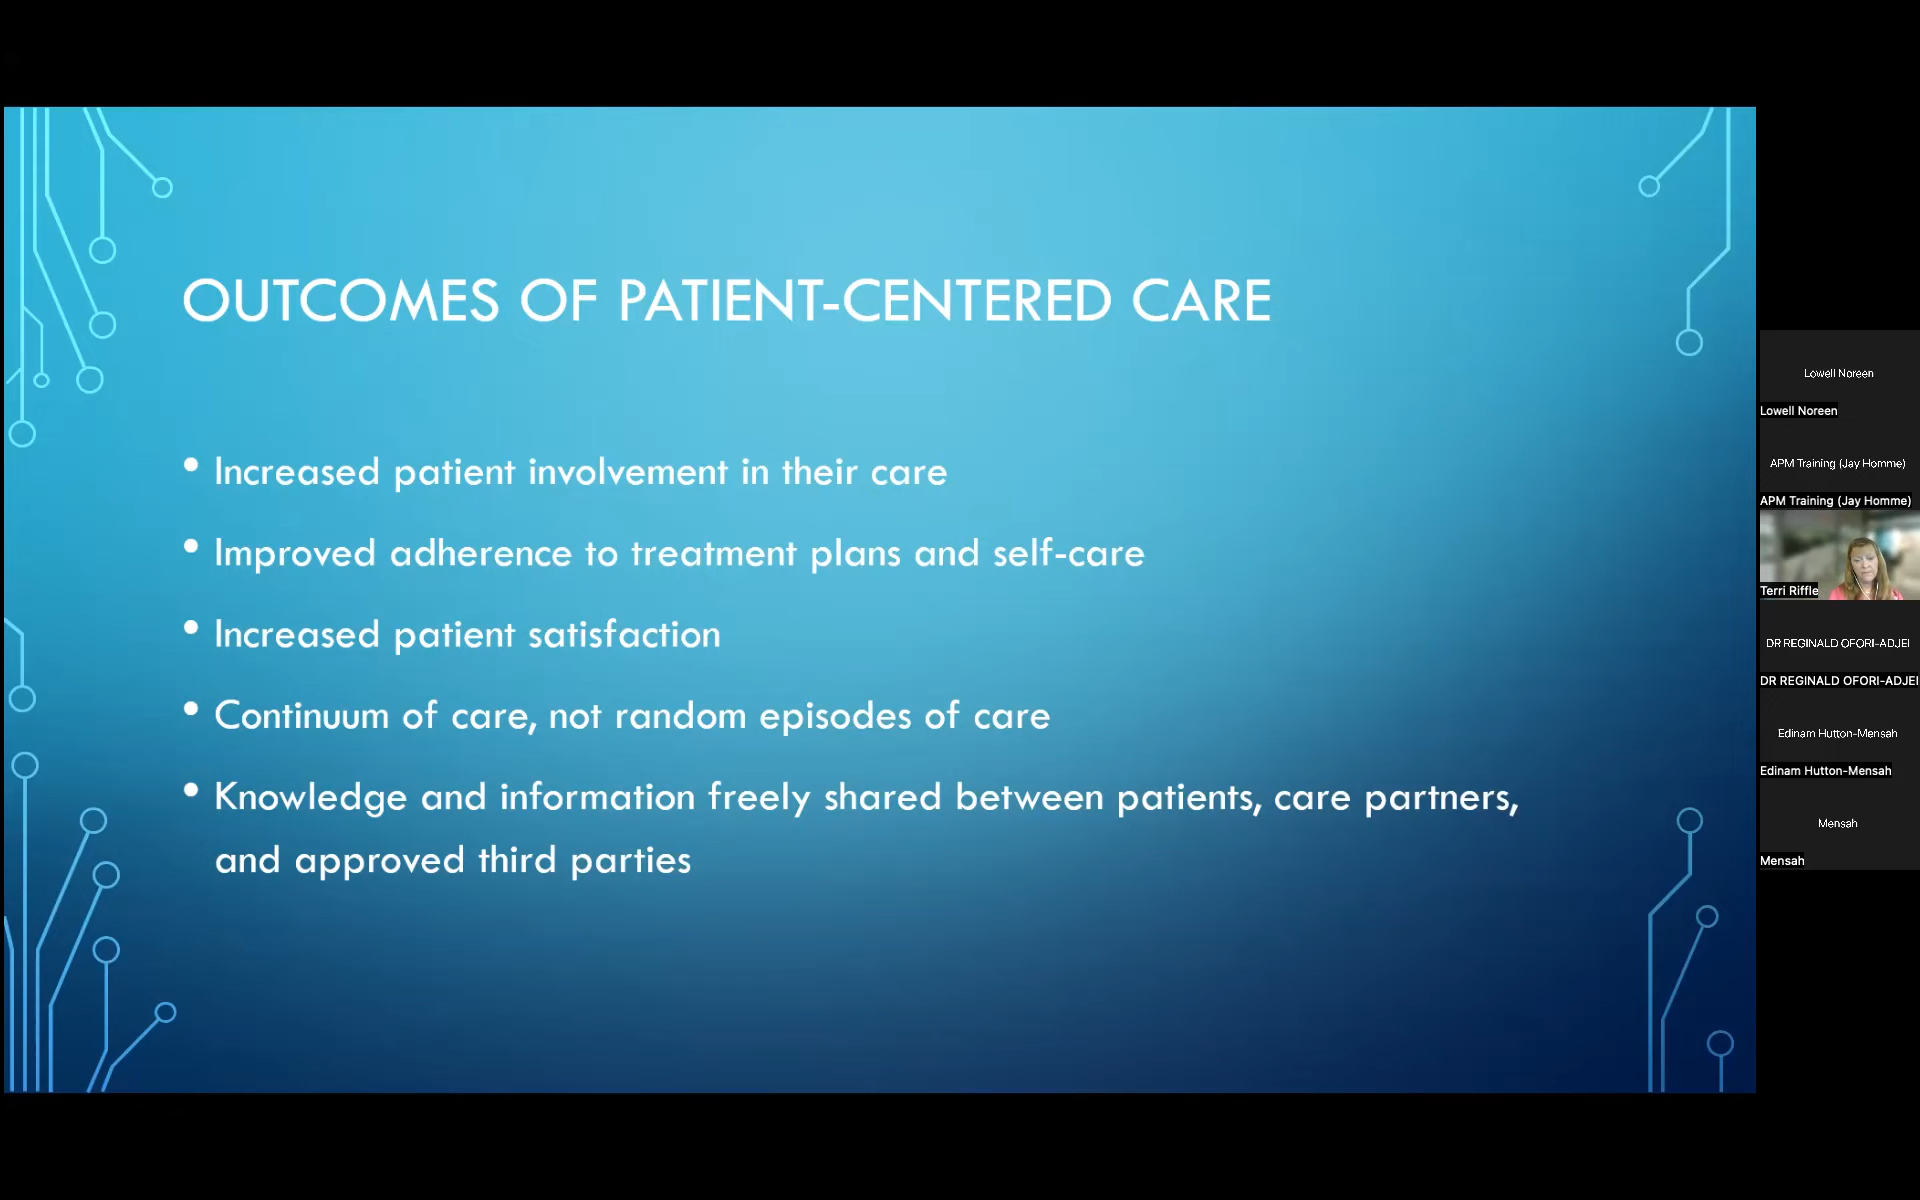 OUTCOMES OF PATIENT-CENTERED CARE
• Increased patient involvement in their care
• Improved adherence to treatment plans and self-care
• Increased patient satisfaction
• Continuum of care, not random episodes of care
• Knowledge and information freely shared between patients, care partners,
and approved third parties
Lowell Noreen
Lowell Noreen
APM Training (Jay Homme)
APM Training (Jay Homme)
Terri Riffle
DR REGINALD OFORI-ADJEI
DR REGINALD OFORI-ADJEI
Edinam Hutton-Mensah
Edinam Hutton-Mensah
Mensah
Mensah